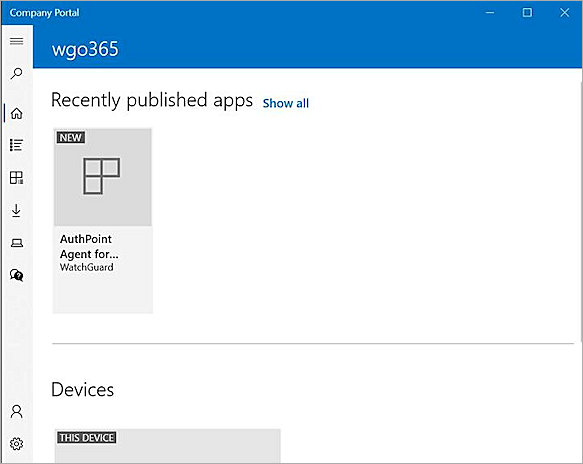 Company Portal
wgo365
Recently published apps Show all
NEW
AuthPoint
Agent for...
WatchGuard
Devices
THIS DEVICE